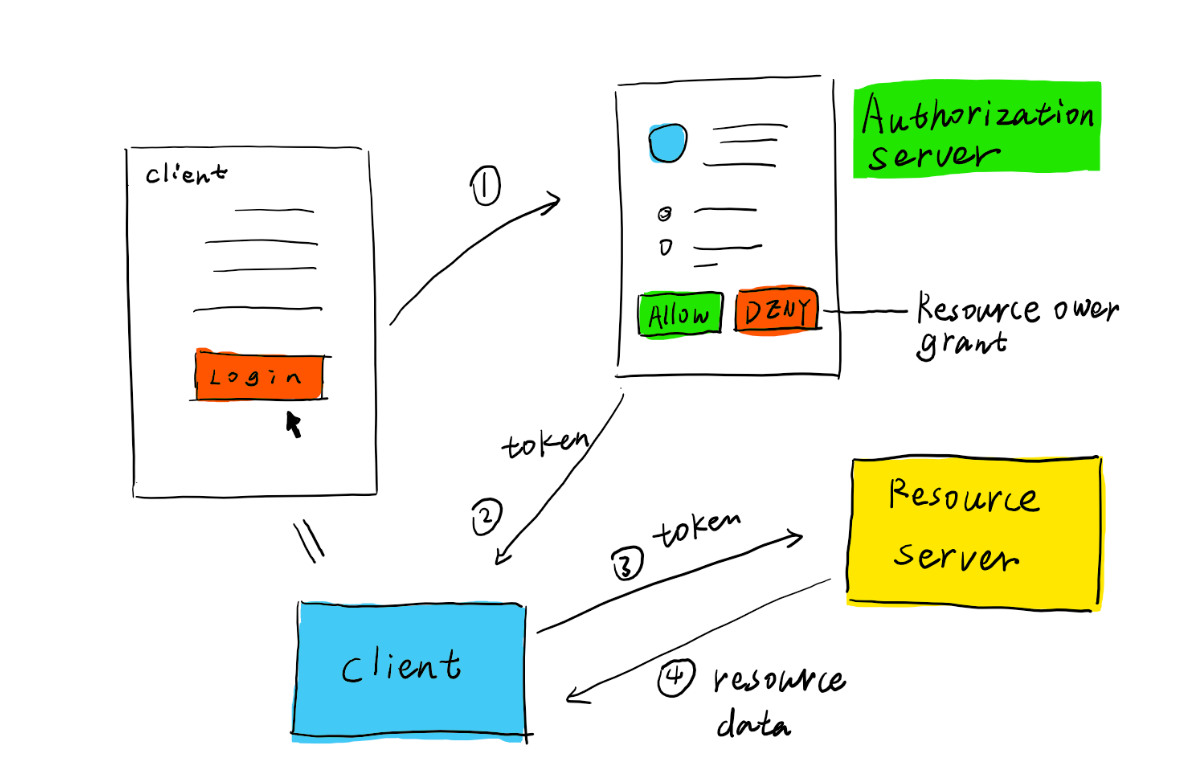 Authorization
server
client
①
Login
Allow
DENY
Resource ower
grant
token
②
③
token
Resource
server
client
④ resource
data